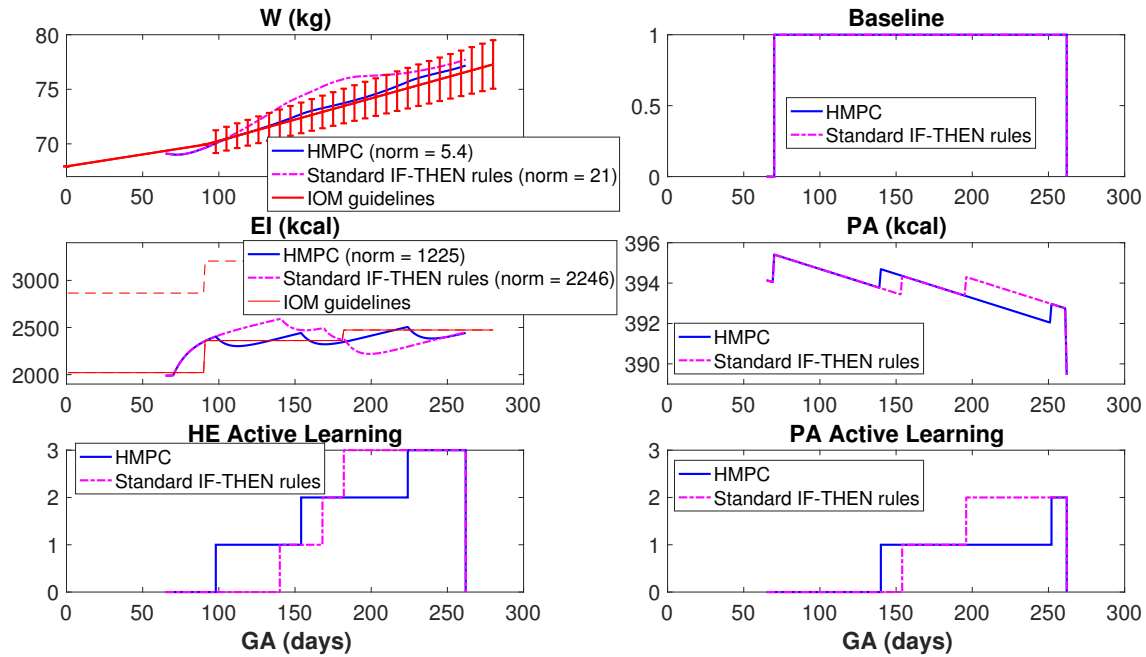 W (kg)
80
75
70
0
50
100
150
200
250
300
HMPC (norm = 5.4)
Standard IF-THEN rules (norm = 21)
IOM guidelines
Baseline
1
0.5
0
0
50
100
150
200
250
300
HMPC
Standard IF-THEN rules
EI (kcal)
3000
2500
2000
0
50
100
150
200
250
300
HMPC (norm = 1225)
Standard IF-THEN rules (norm = 2246)
IOM guidelines
PA (kcal)
396
394
392
390
0
50
100
150
200
250
300
HMPC
Standard IF-THEN rules
HE Active Learning
3
2
1
0
0
50
100
150
200
250
300
HMPC
Standard IF-THEN rules
GA (days)
PA Active Learning
3
2
1
0
0
50
100
150
200
250
300
HMPC
Standard IF-THEN rules
GA (days)